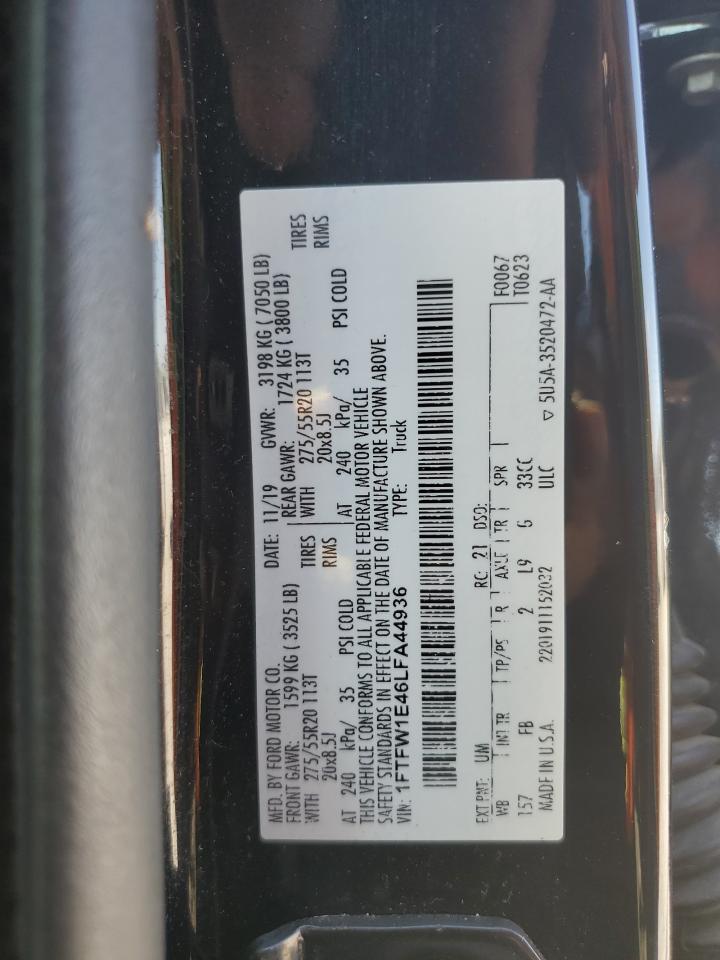 MFD. BY FORD MOTOR CO. DATE: 11/19 GVWR: 3198 KG ( 7050 LB)
FRONT GAWR: 1599 KG ( 3525 LB) REAR GAWR: 1724 KG ( 3800 LB)
WITH 275/55R20 113T TIRES WITH 275/55R20 113T TIRES
20x8.5J RIMS 20x8.5J RIMS
AT 240 kPa/ 35 PSI COLD AT 240 kPa/ 35 PSI COLD
THIS VEHICLE CONFORMS TO ALL APPLICABLE FEDERAL MOTOR VEHICLE
SAFETY STANDARDS IN EFFECT ON THE DATE OF MANUFACTURE SHOWN ABOVE.
VIN: 1FTFW1E46LFA44936 TYPE: Truck
EXT PNT: UM RC: 21 DSO: F0067
WB INT TR TP/PS R AXLE TR SPR T0623
157 FB 2 L9 G 33CC
MADE IN U.S.A. 2201911152032 ULC ▽ 5U5A-3520472-AA